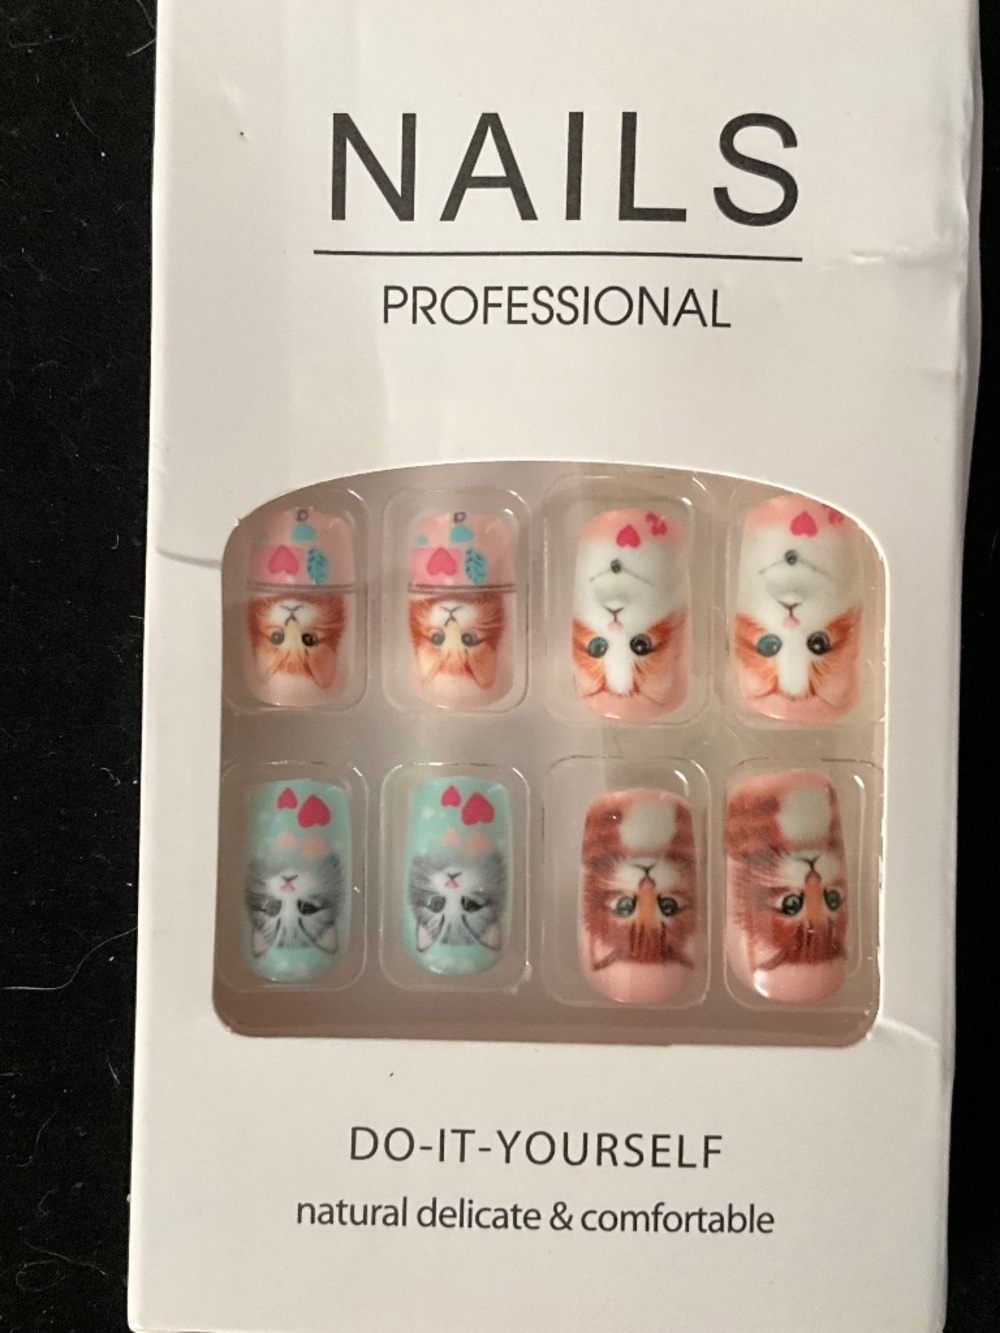 NAILS
PROFESSIONAL
DO-IT-YOURSELF
natural delicate & comfortable